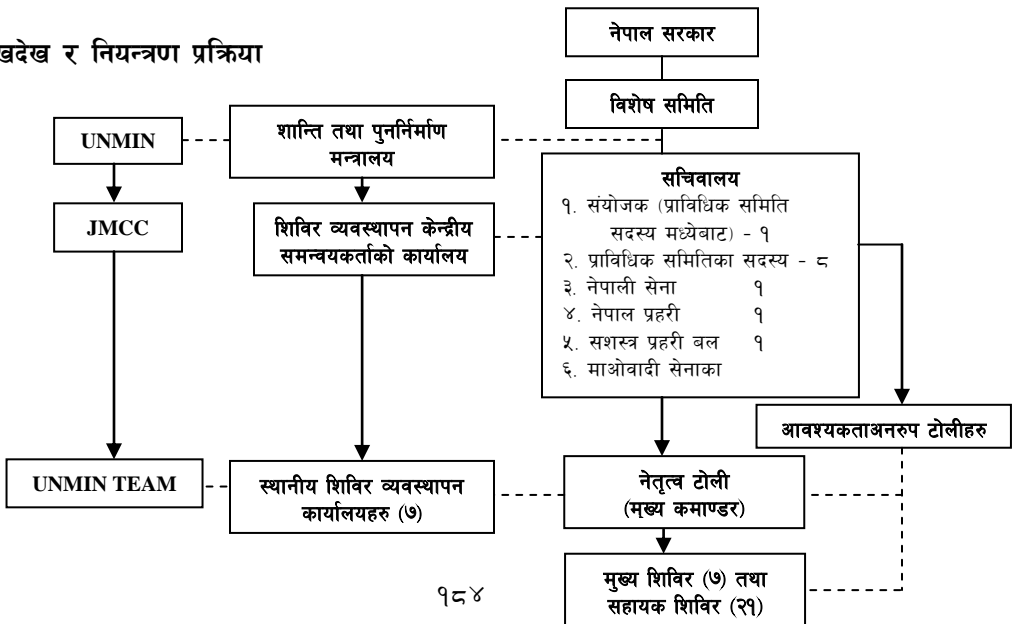 खदेख र नियन्त्रण प्रक्रिया
नेपाल सरकार
विशेष समिति
UNMIN
शान्ति तथा पुनर्निर्माण
मन्त्रालय
सचिवालय
१. संयोजक (प्राविधिक समिति
सदस्य मध्येबाट) - १
२. प्राविधिक समितिका सदस्य - ८
३. नेपाली सेना १
४. नेपाल प्रहरी १
५. सशस्त्र प्रहरी बल १
६. माओवादी सेनाका
JMCC
शिविर व्यवस्थापन केन्द्रीय
समन्वयकर्ताको कार्यालय
आवश्यकताअनरुप टोलीहरु
UNMIN TEAM
स्थानीय शिविर व्यवस्थापन
कार्यालयहरु (७)
नेतृत्व टोली
(मख्य कमाण्डर)
मुख्य शिविर (७) तथा
सहायक शिविर (२१)
१८४